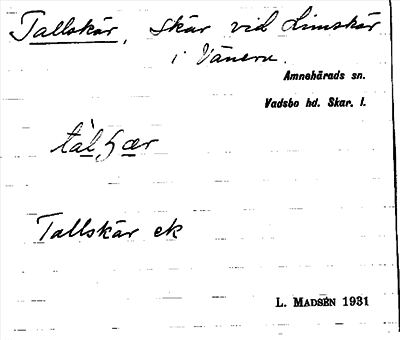 Tallskär, skär vid Limskär
i Vänern.
Amnehärads sn.
Vadsbo hd. Skar. l.
Tallskär ek
L. MADSÉN 1931